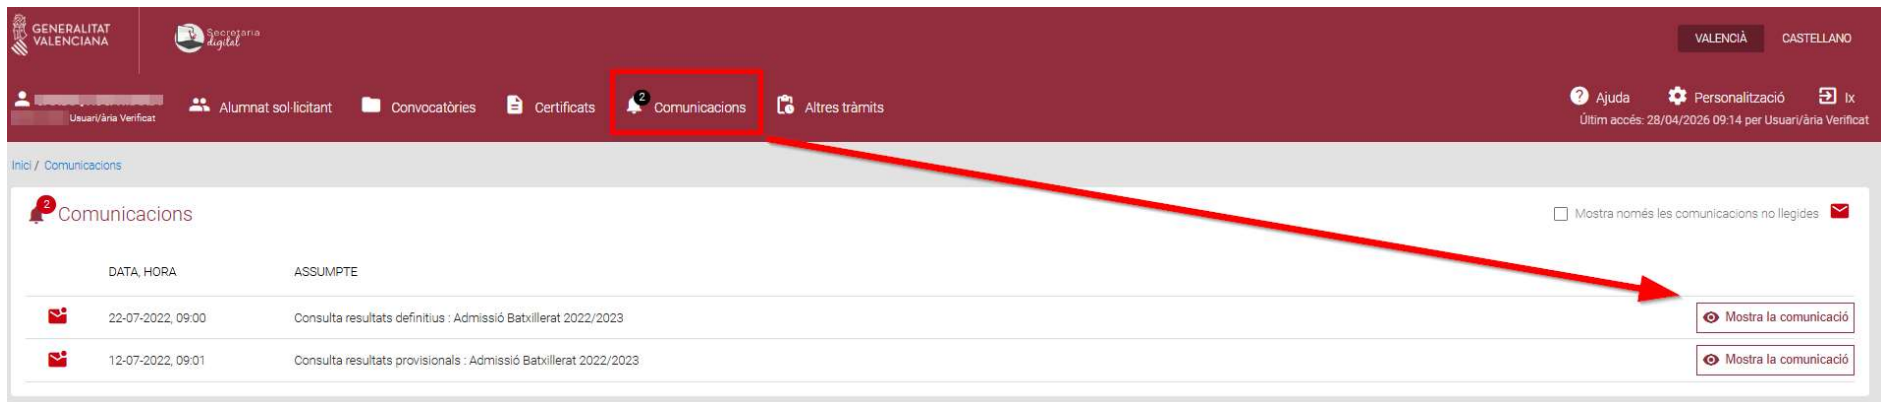 GENERALITAT
VALENCIANA
Secretaria
digital
VALENCIÀ CASTELLANO
Usuari/ària Verificat
Alumnat sol·licitant Convocatòries Certificats 2 Comunicacions Altres tràmits
Ajuda Personalització Ix
Últim accés: 28/04/2026 09:14 per Usuari/ària Verificat
Inici / Comunicacions
2 Comunicacions
Mostra només les comunicacions no llegides
DATA, HORA ASSUMPTE
22-07-2022, 09:00 Consulta resultats definitius : Admissió Batxillerat 2022/2023 Mostra la comunicació
12-07-2022, 09:01 Consulta resultats provisionals : Admissió Batxillerat 2022/2023 Mostra la comunicació